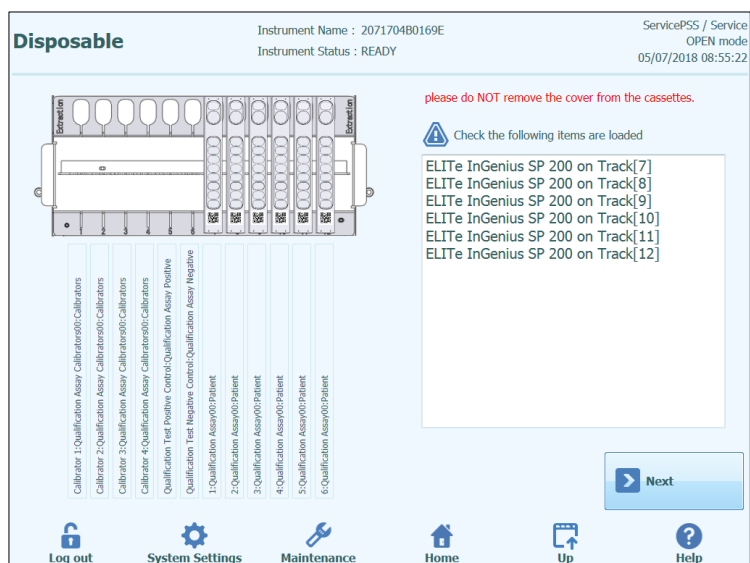 Disposable
Instrument Name : 2071704B0169E
Instrument Status : READY
ServicePSS / Service
OPEN mode
05/07/2018 08:55:22
Extraction
Extraction
please do NOT remove the cover from the cassettes.
Check the following items are loaded
ELITe InGenius SP 200 on Track[7]
ELITe InGenius SP 200 on Track[8]
ELITe InGenius SP 200 on Track[9]
ELITe InGenius SP 200 on Track[10]
ELITe InGenius SP 200 on Track[11]
ELITe InGenius SP 200 on Track[12]
Calibrator 1:Qualification Assay Calibrators00:Calibrators
Calibrator 2:Qualification Assay Calibrators00:Calibrators
Calibrator 3:Qualification Assay Calibrators00:Calibrators
Calibrator 4:Qualification Assay Calibrators00:Calibrators
Qualification Test Positive Control:Qualification Assay Positive
Qualification Test Negative Control:Qualification Assay Negative
1:Qualification Assay00:Patient
2:Qualification Assay00:Patient
3:Qualification Assay00:Patient
4:Qualification Assay00:Patient
5:Qualification Assay00:Patient
6:Qualification Assay00:Patient
Next
Log out
System Settings
Maintenance
Home
Up
Help